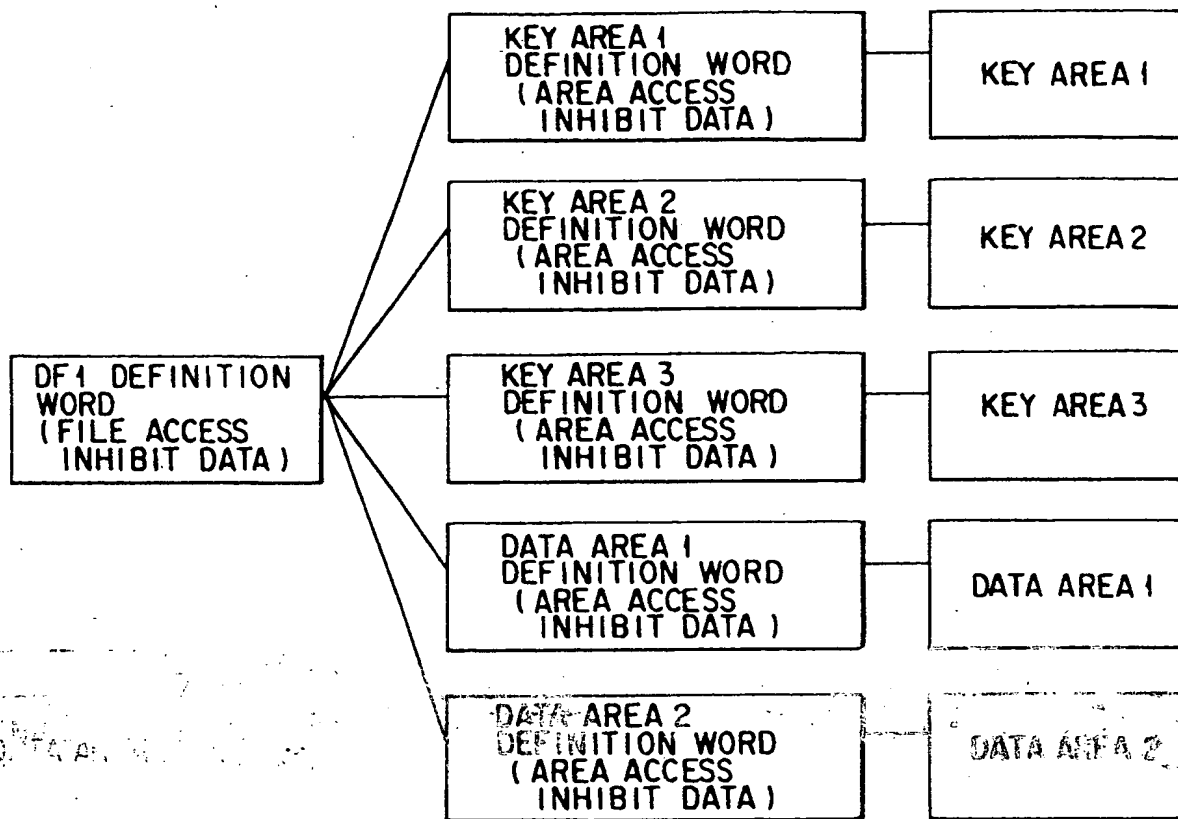 KEY AREA 1
DEFINITION WORD
(AREA ACCESS
INHIBIT DATA)
KEY AREA 1
KEY AREA 2
DEFINITION WORD
(AREA ACCESS
INHIBIT DATA)
KEY AREA 2
DF1 DEFINITION
WORD
(FILE ACCESS
INHIBIT DATA)
KEY AREA 3
DEFINITION WORD
(AREA ACCESS
INHIBIT DATA)
KEY AREA 3
DATA AREA 1
DEFINITION WORD
(AREA ACCESS
INHIBIT DATA)
DATA AREA 1
DATA AREA 2
DEFINITION WORD
(AREA ACCESS
INHIBIT DATA)
DATA AREA 2